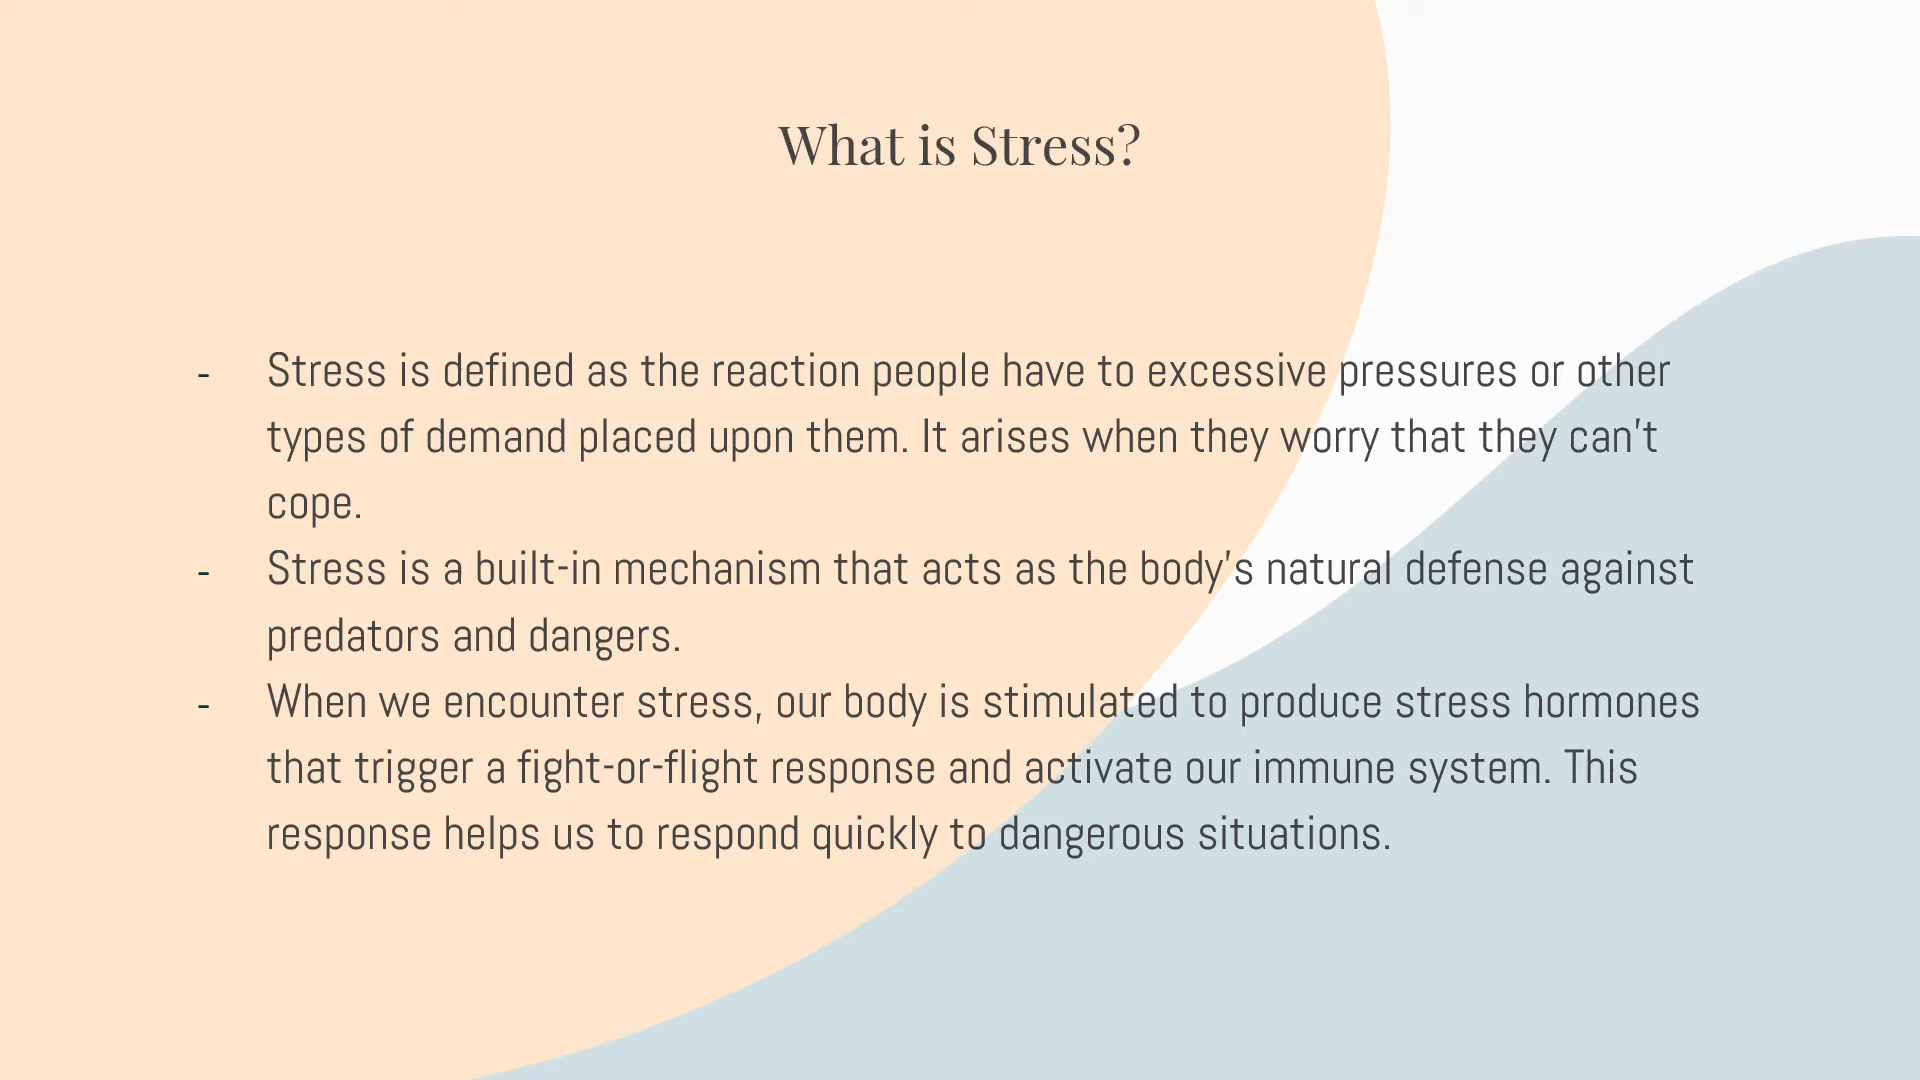 What is Stress?
- Stress is defined as the reaction people have to excessive pressures or other
types of demand placed upon them. It arises when they worry that they can't
cope.
- Stress is a built-in mechanism that acts as the body's natural defense against
predators and dangers.
- When we encounter stress, our body is stimulated to produce stress hormones
that trigger a fight-or-flight response and activate our immune system. This
response helps us to respond quickly to dangerous situations.